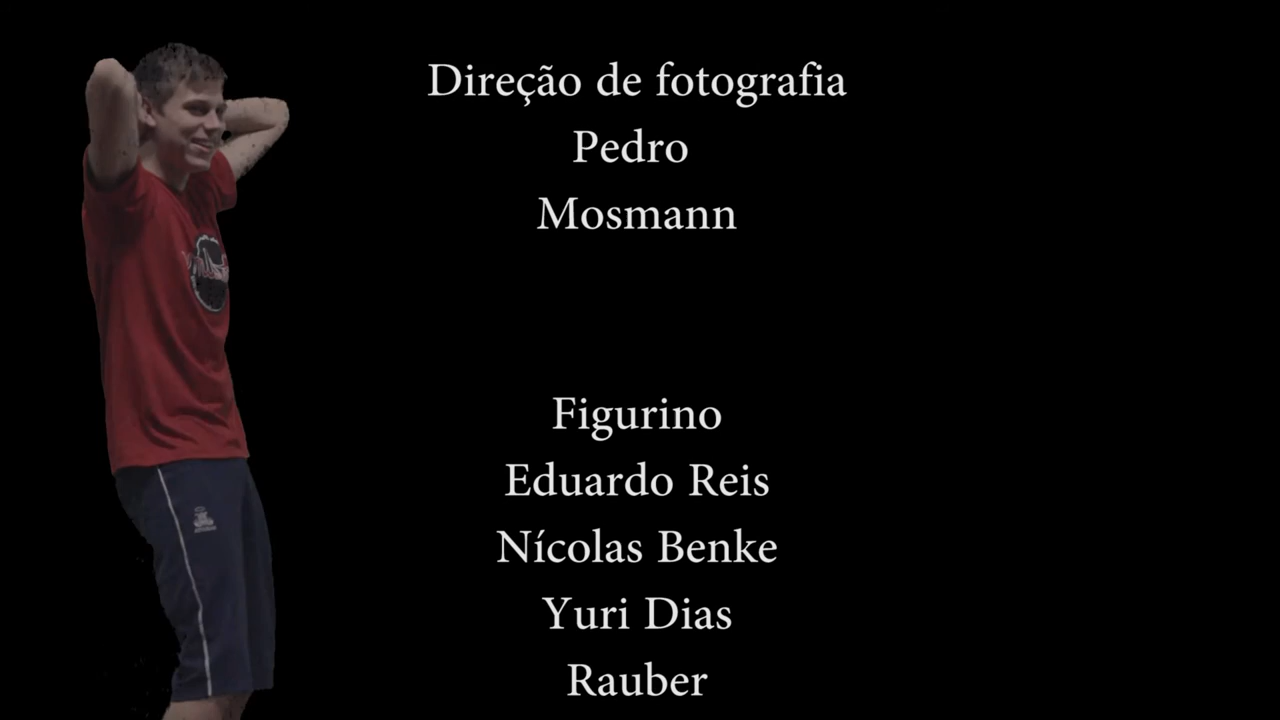 Direção de fotografia
Pedro
Mosmann
Figurino
Eduardo Reis
Nícolas Benke
Yuri Dias
Rauber